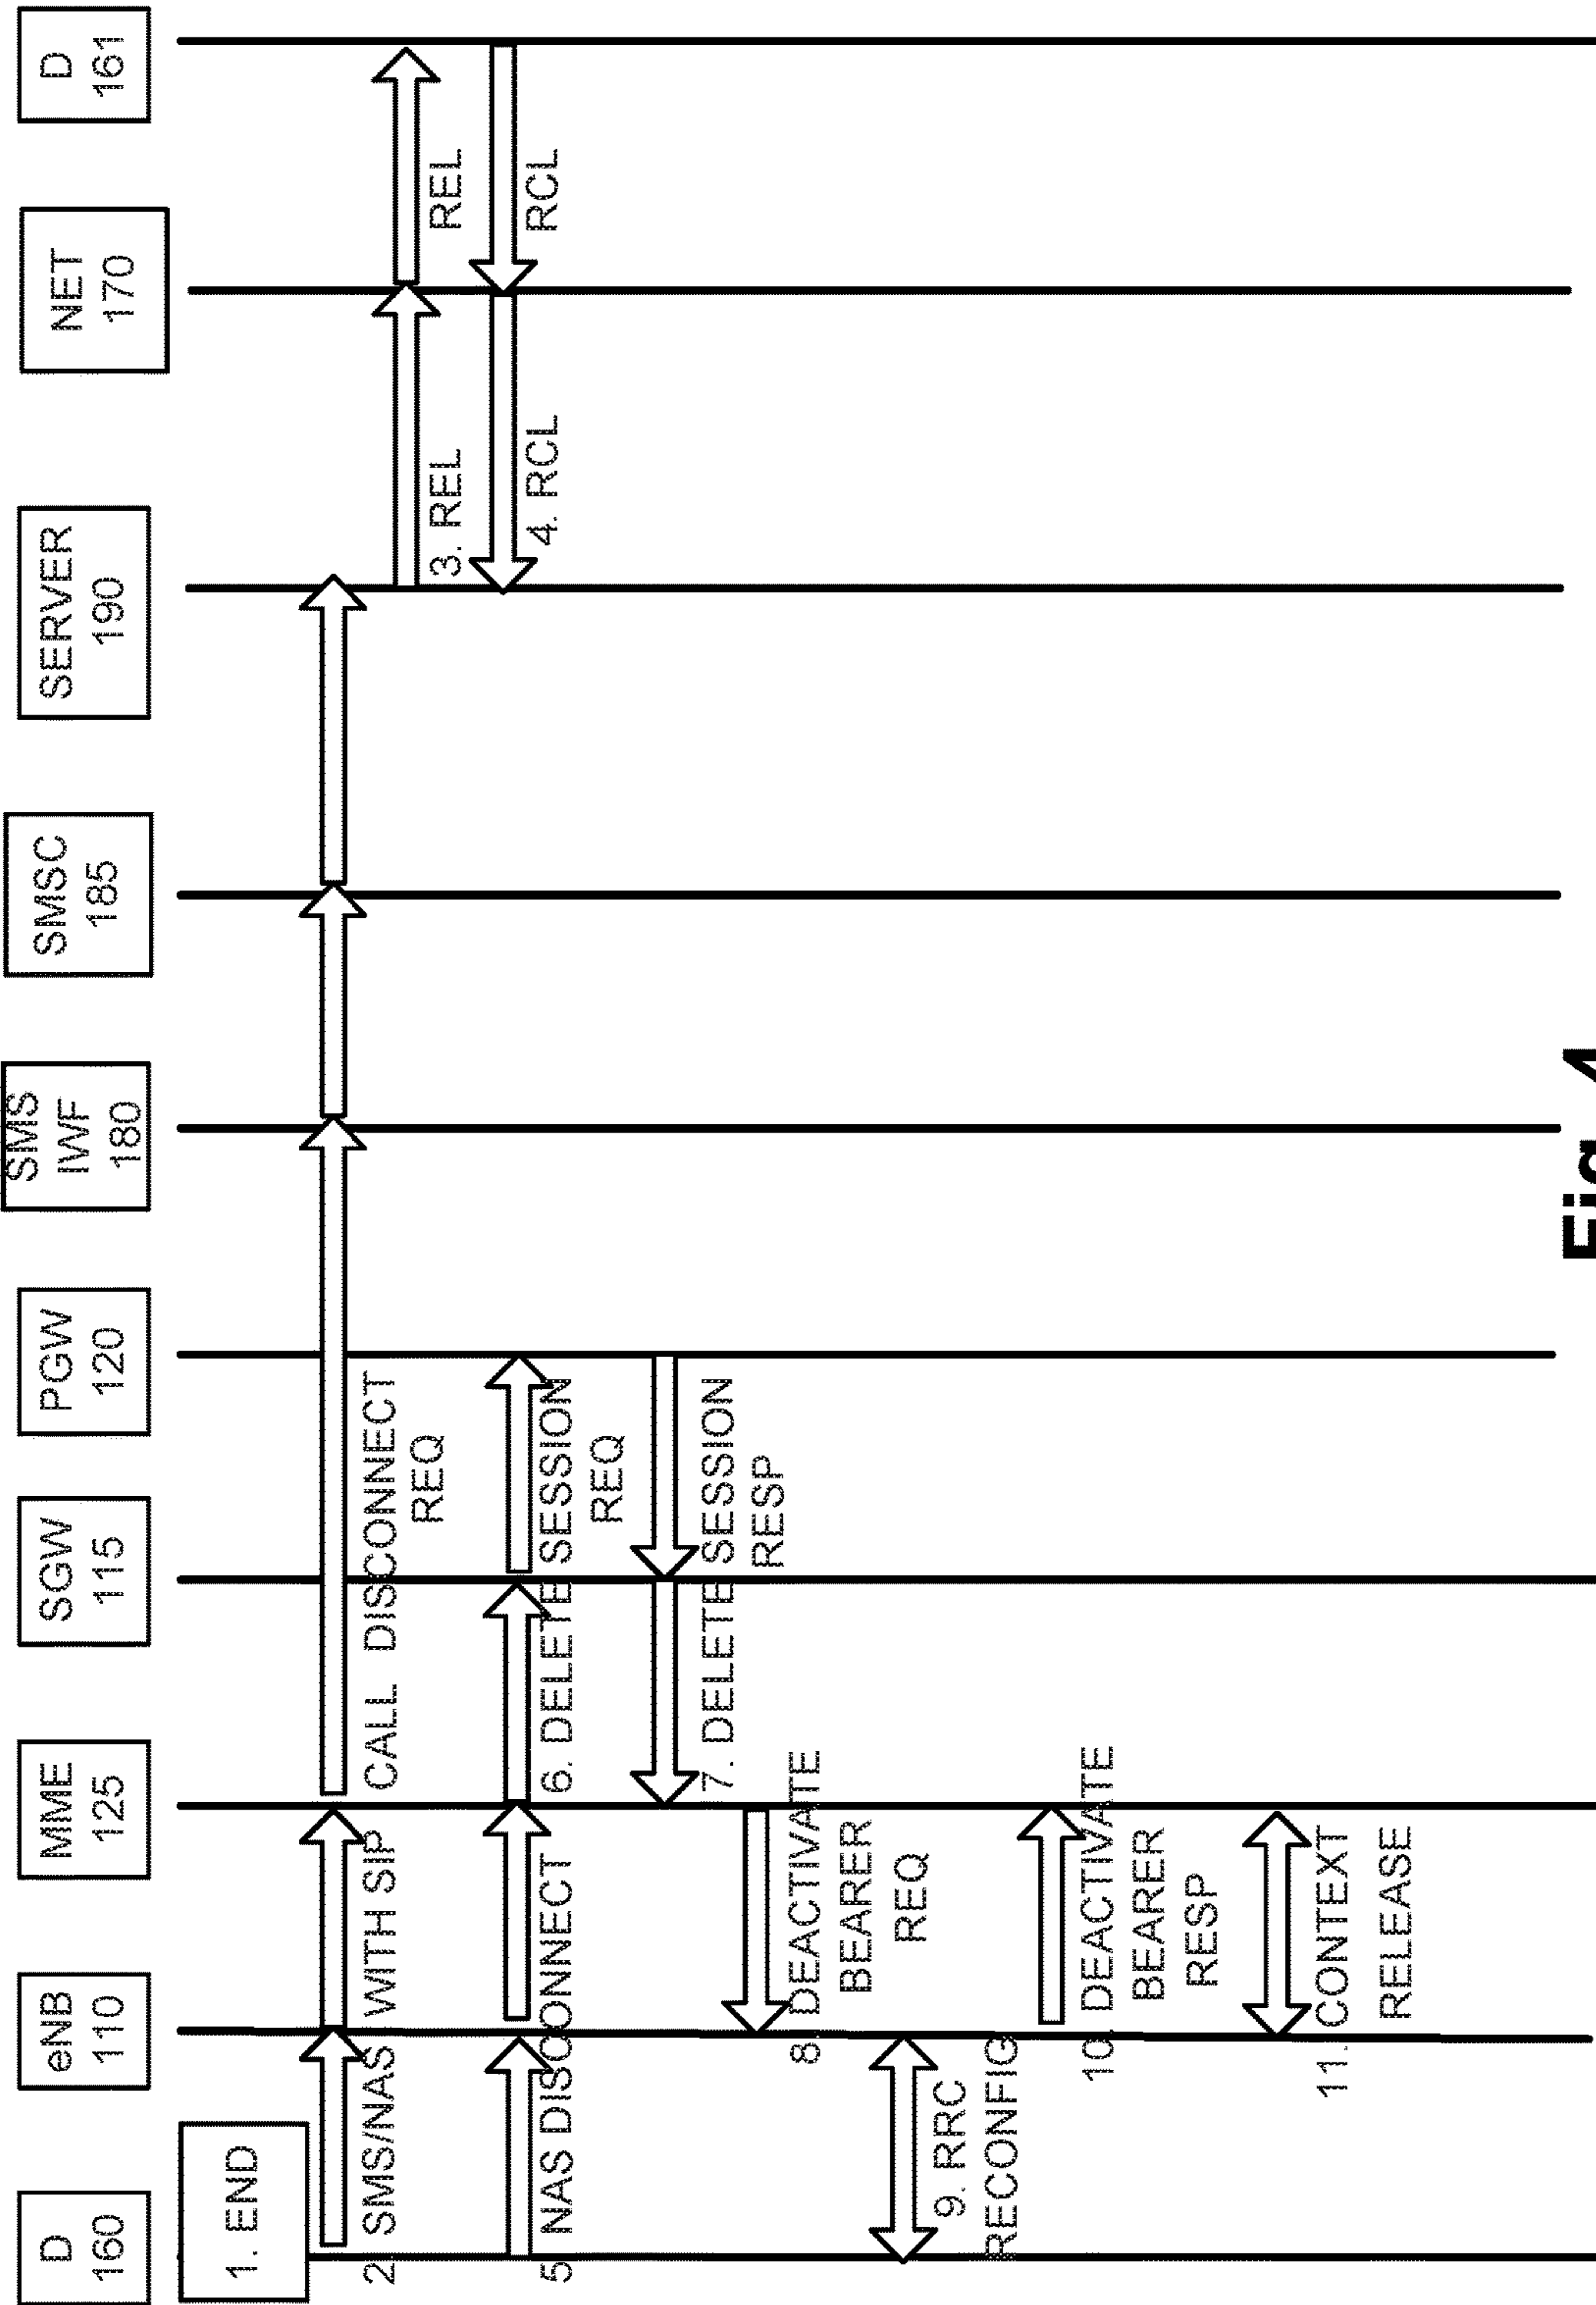 D
160
eNB
110
MME
125
SGW
115
PGW
120
SMS
IWF
180
SMSC
185
SERVER
190
NET
170
D
161
1. END
2. SMS/NAS WITH SIP CALL DISCONNECT
REQ
3. REL
REL
4. RCL
RCL
5. NAS DISCONNECT
6. DELETE SESSION
REQ
7. DELETE SESSION
RESP
8. DEACTIVATE
BEARER
REQ
9. RRC
RECONFIG
10. DEACTIVATE
BEARER
RESP
11. CONTEXT
RELEASE
Fig. 4